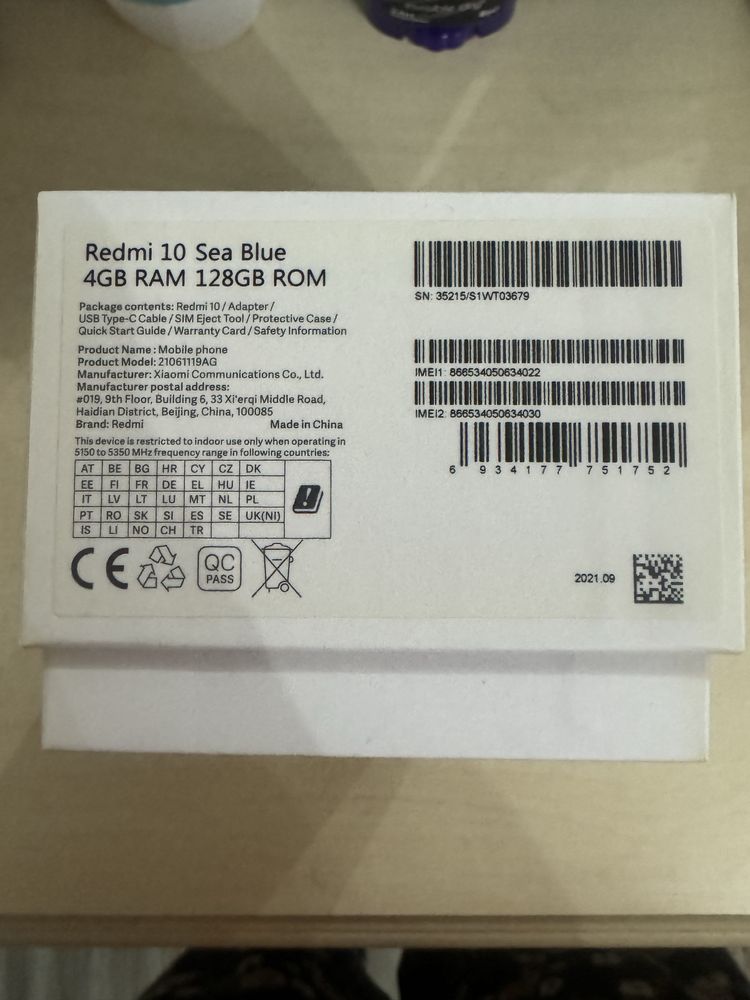 Redmi 10 Sea Blue
4GB RAM 128GB ROM
Package contents: Redmi 10 / Adapter /
USB Type-C Cable / SIM Eject Tool / Protective Case /
Quick Start Guide / Warranty Card / Safety Information
Product Name : Mobile phone
Product Model: 21061119AG
Manufacturer: Xiaomi Communications Co., Ltd.
Manufacturer postal address:
#019, 9th Floor, Building 6, 33 Xi'erqi Middle Road,
Haidian District, Beijing, China, 100085
Brand: Redmi Made in China
This device is restricted to indoor use only when operating in
5150 to 5350 MHz frequency range in following countries:
AT BE BG HR CY CZ DK
EE FI FR DE EL HU IE
IT LV LT LU MT NL PL
PT RO SK SI ES SE UK(NI)
IS LI NO CH TR
CE
QC
PASS
SN: 35215/S1WT03679
IMEI1: 866534050634022
IMEI2: 866534050634030
6 934177 751752
2021.09